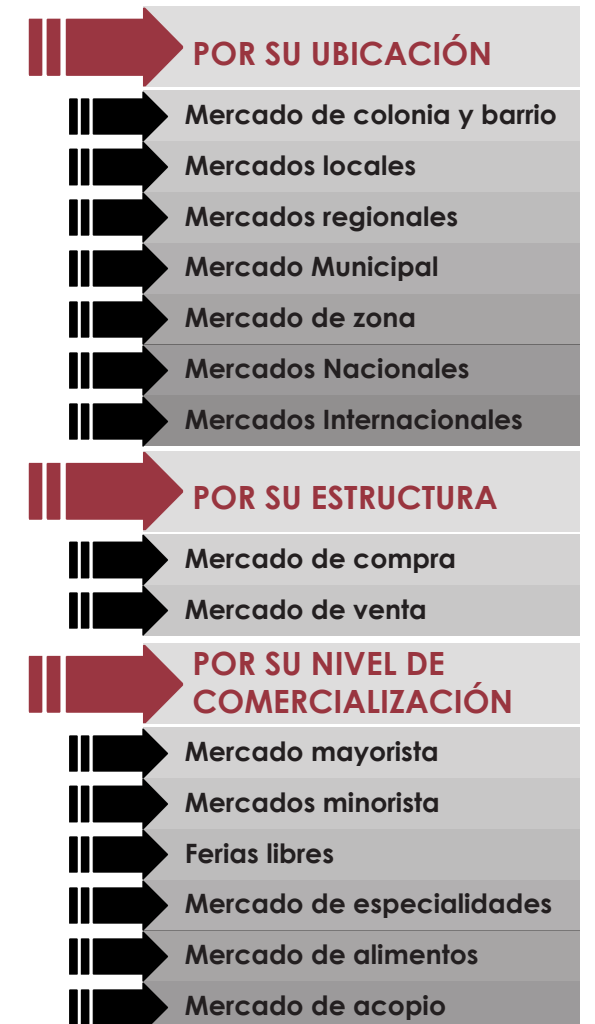 POR SU UBICACIÓN
Mercado de colonia y barrio
Mercados locales
Mercados regionales
Mercado Municipal
Mercado de zona
Mercados Nacionales
Mercados Internacionales
POR SU ESTRUCTURA
Mercado de compra
Mercado de venta
POR SU NIVEL DE
COMERCIALIZACIÓN
Mercado mayorista
Mercados minorista
Ferias libres
Mercado de especialidades
Mercado de alimentos
Mercado de acopio